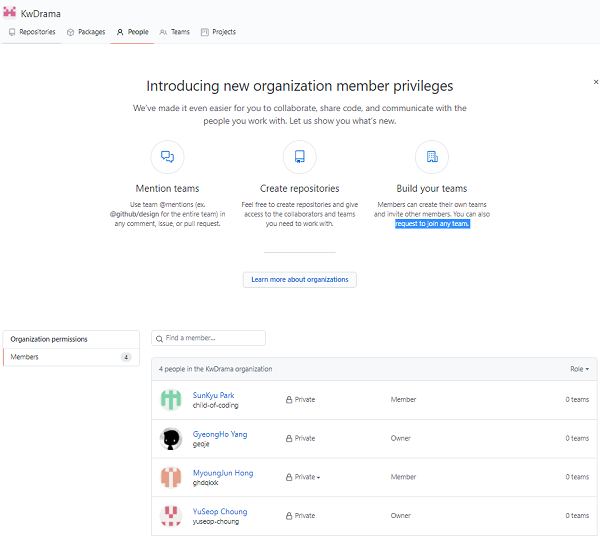 KwDrama
Repositories Packages People Teams Projects
Introducing new organization member privileges
We've made it even easier for you to collaborate, share code, and communicate with the
people you work with. Let us show you what's new.
Mention teams
Use team @mentions (ex.
@github/design for the entire team) in
any comment, issue, or pull request.
Create repositories
Feel free to create repositories and give
access to the collaborators and teams
you need to work with.
Build your teams
Members can create their own teams
and invite other members. You can also
request to join any team.
Learn more about organizations
Organization permissions
Members 4
Find a member...
4 people in the KwDrama organization Role
SunKyu Park
child-of-coding
Private Member 0 teams
GyeongHo Yang
geqje
Private Owner 0 teams
MyoungJun Hong
ghdqkxk
Private Member 0 teams
YuSeop Choung
yuseop-choung
Private Owner 0 teams